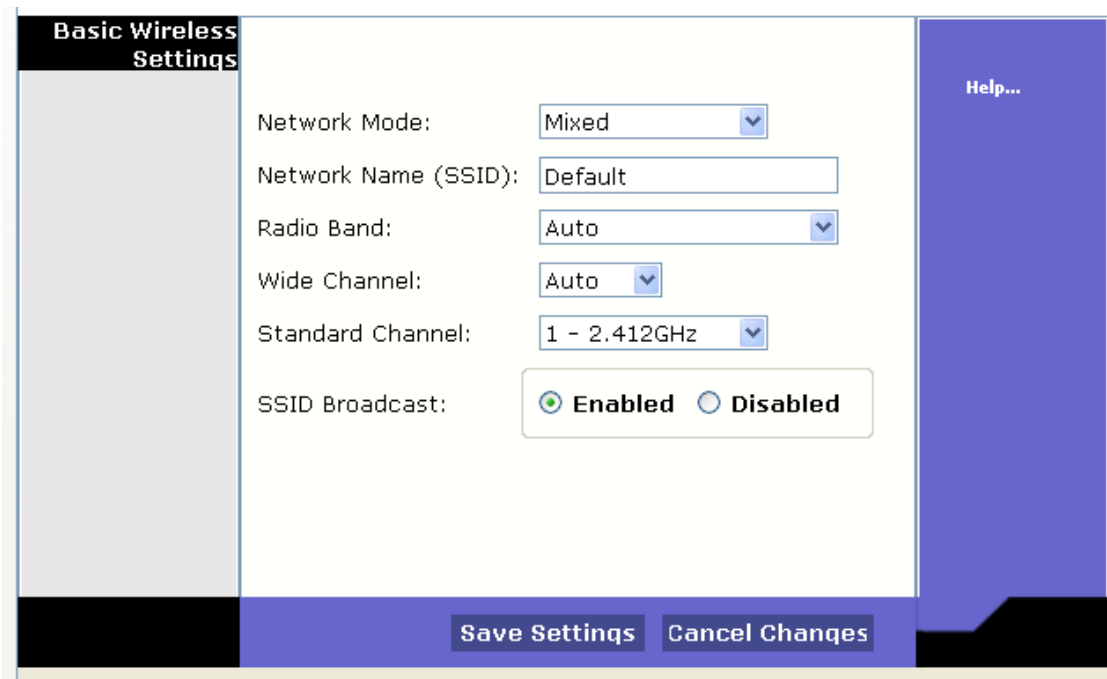 Basic Wireless
Settings
Help...
Network Mode: Mixed
Network Name (SSID): Default
Radio Band: Auto
Wide Channel: Auto
Standard Channel: 1 - 2.412GHz
SSID Broadcast: Enabled Disabled
Save Settings Cancel Changes